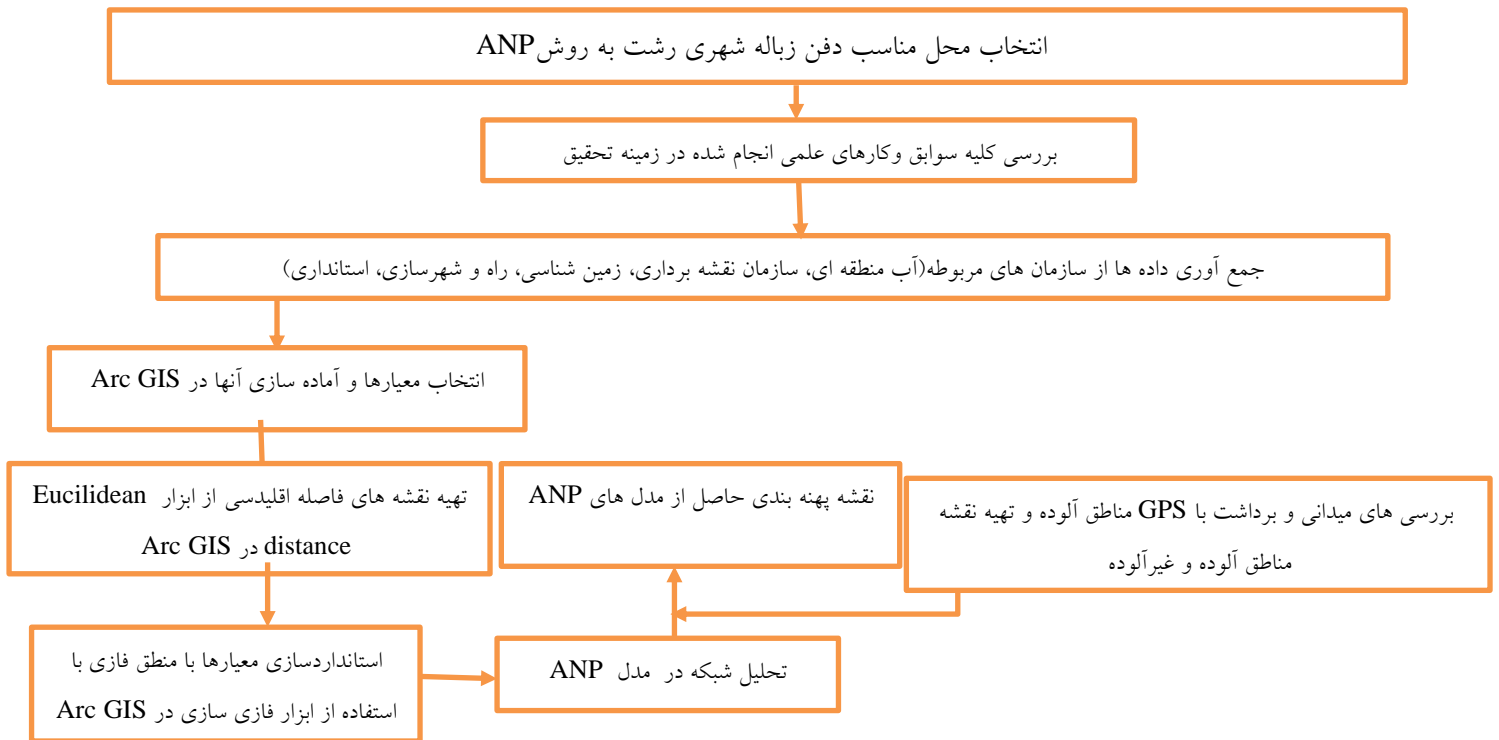 انتخاب محل مناسب دفن زباله شهری رشت به روشANP
بررسی کلیه سوابق وکارهای علمی انجام شده در زمینه تحقیق
جمع آوری داده ها از سازمان های مربوطه(آب منطقه ای، سازمان نقشه برداری، زمین شناسی، راه و شهرسازی، استانداری)
انتخاب معیارها و آماده سازی آنها در Arc GIS
تهیه نقشه های فاصله اقلیدسی از ابزار Eucilidean
distance در Arc GIS
استانداردسازی معیارها با منطق فازی با
استفاده از ابزار فازی سازی در Arc GIS
تحلیل شبکه در مدل ANP
نقشه پهنه بندی حاصل از مدل های ANP
بررسی های میدانی و برداشت با GPS مناطق آلوده و تهیه نقشه
مناطق آلوده و غیرآلوده